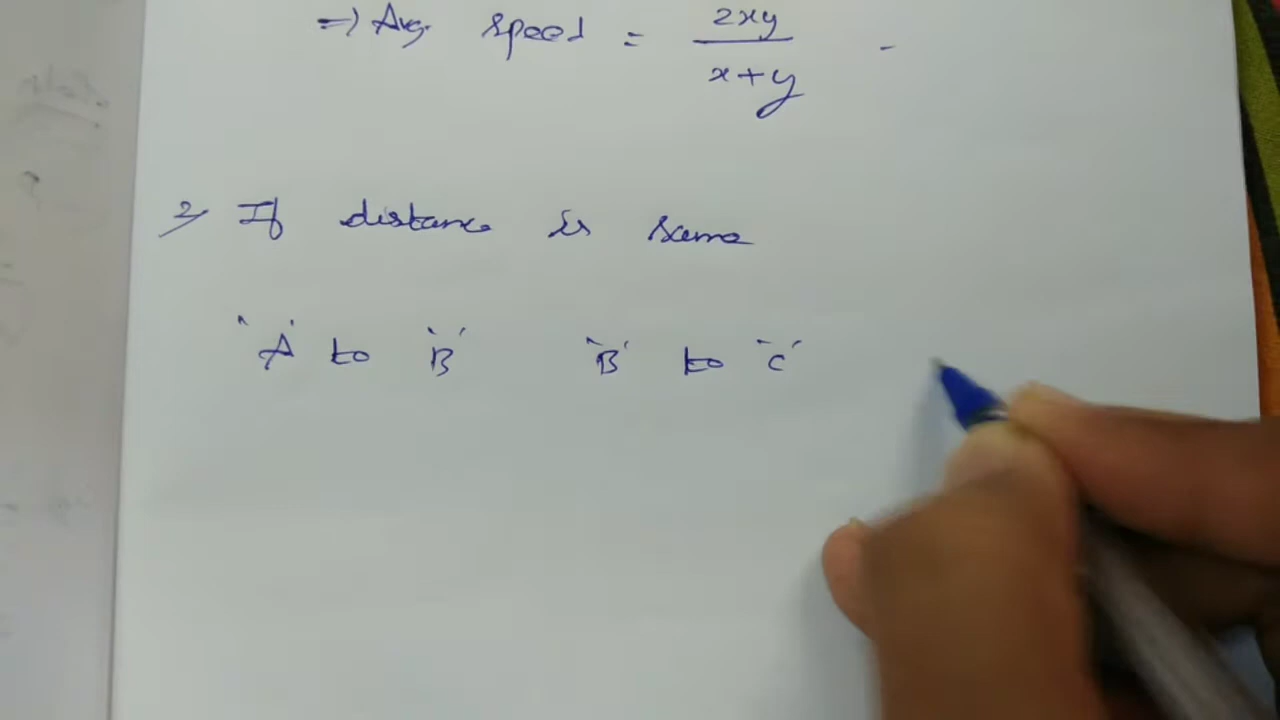 =) Avg. speed = 2xy / x+y -
2) If distance is same
'A' to 'B' 'B' to 'C'